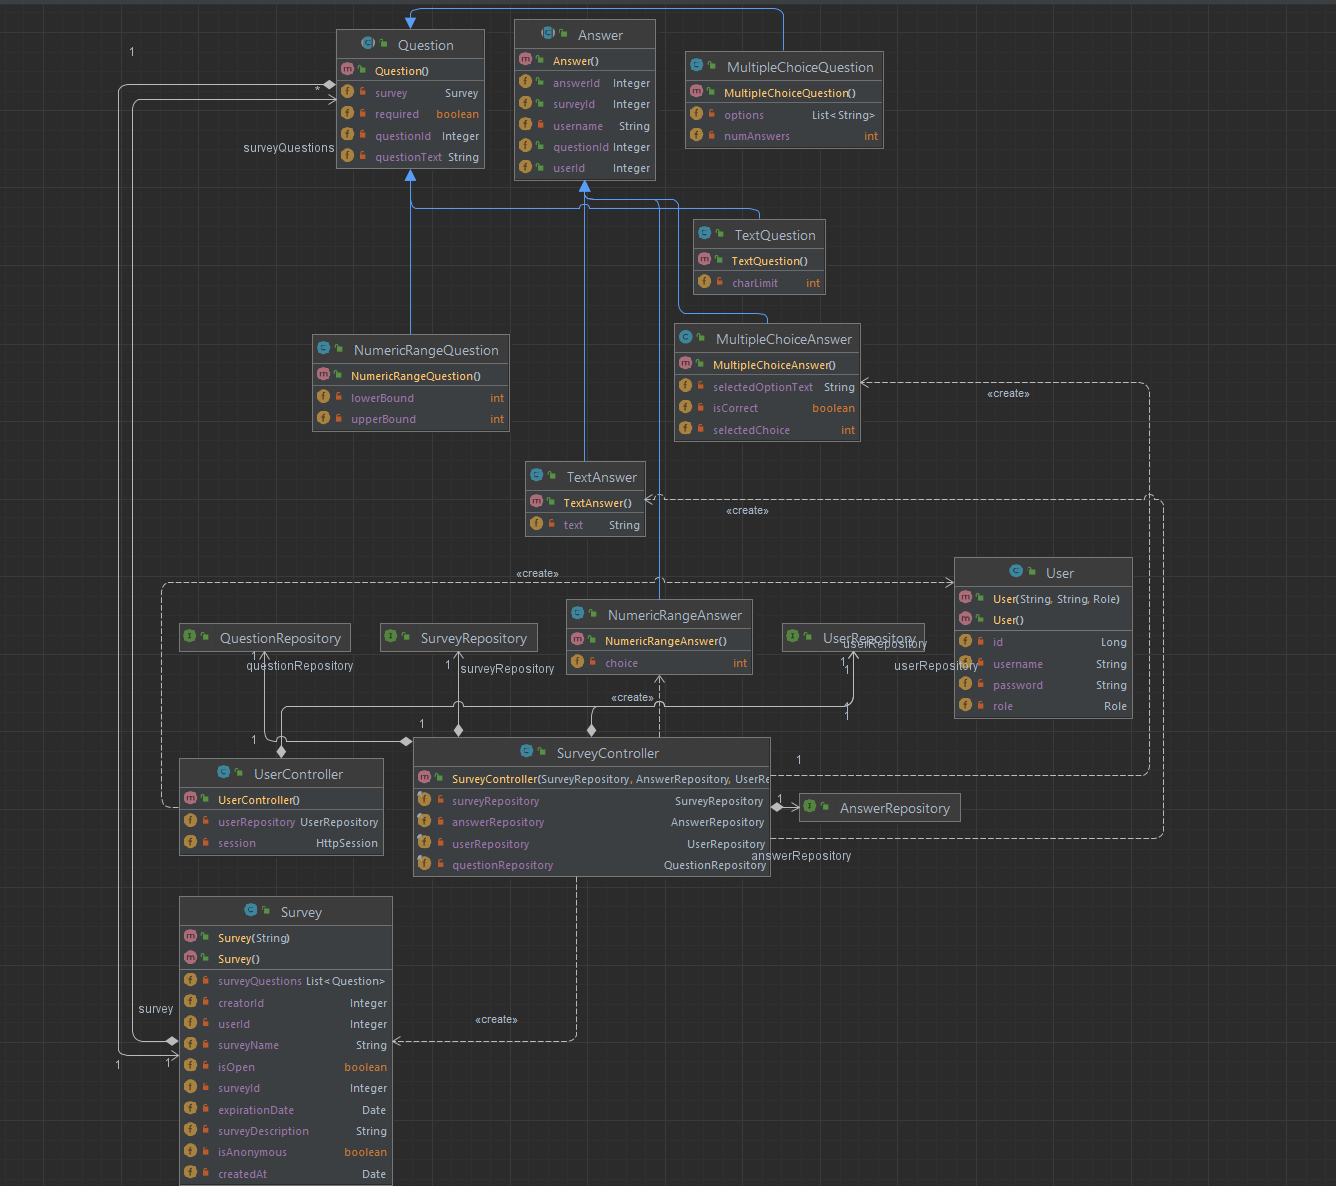 1
Question
Question()
survey Survey
required boolean
questionId Integer
questionText String
*
surveyQuestions
Answer
Answer()
answerId Integer
surveyId Integer
username String
questionId Integer
userId Integer
MultipleChoiceQuestion
MultipleChoiceQuestion()
options List<String>
numAnswers int
TextQuestion
TextQuestion()
charLimit int
NumericRangeQuestion
NumericRangeQuestion()
lowerBound int
upperBound int
MultipleChoiceAnswer
MultipleChoiceAnswer()
selectedOptionText String
isCorrect boolean
selectedChoice int
«create»
TextAnswer
TextAnswer()
text String
«create»
«create»
User
User(String, String, Role)
User()
id Long
username String
password String
role Role
QuestionRepository
1
questionRepository
SurveyRepository
1
surveyRepository
NumericRangeAnswer
NumericRangeAnswer()
choice int
UserRepository
userRepository
userRepository
1
1
«create»
1
1
1
1
UserController
UserController()
userRepository UserRepository
session HttpSession
SurveyController
SurveyController(SurveyRepository, AnswerRepository, UserRe
surveyRepository SurveyRepository
answerRepository AnswerRepository
userRepository UserRepository
questionRepository QuestionRepository
1
1
AnswerRepository
answerRepository
Survey
Survey(String)
Survey()
surveyQuestions List<Question>
creatorId Integer
userId Integer
surveyName String
isOpen boolean
surveyId Integer
expirationDate Date
surveyDescription String
isAnonymous boolean
createdAt Date
survey
1
1
«create»